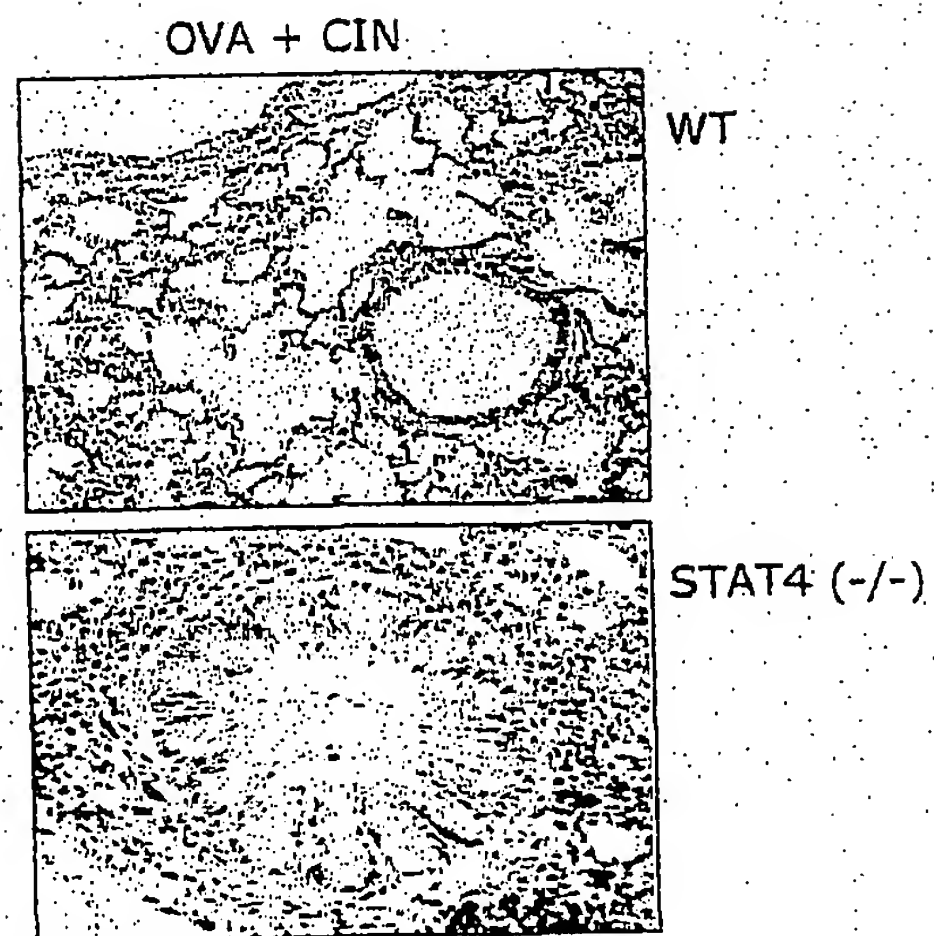 OVA + CIN
WT
STAT4 (-/-)